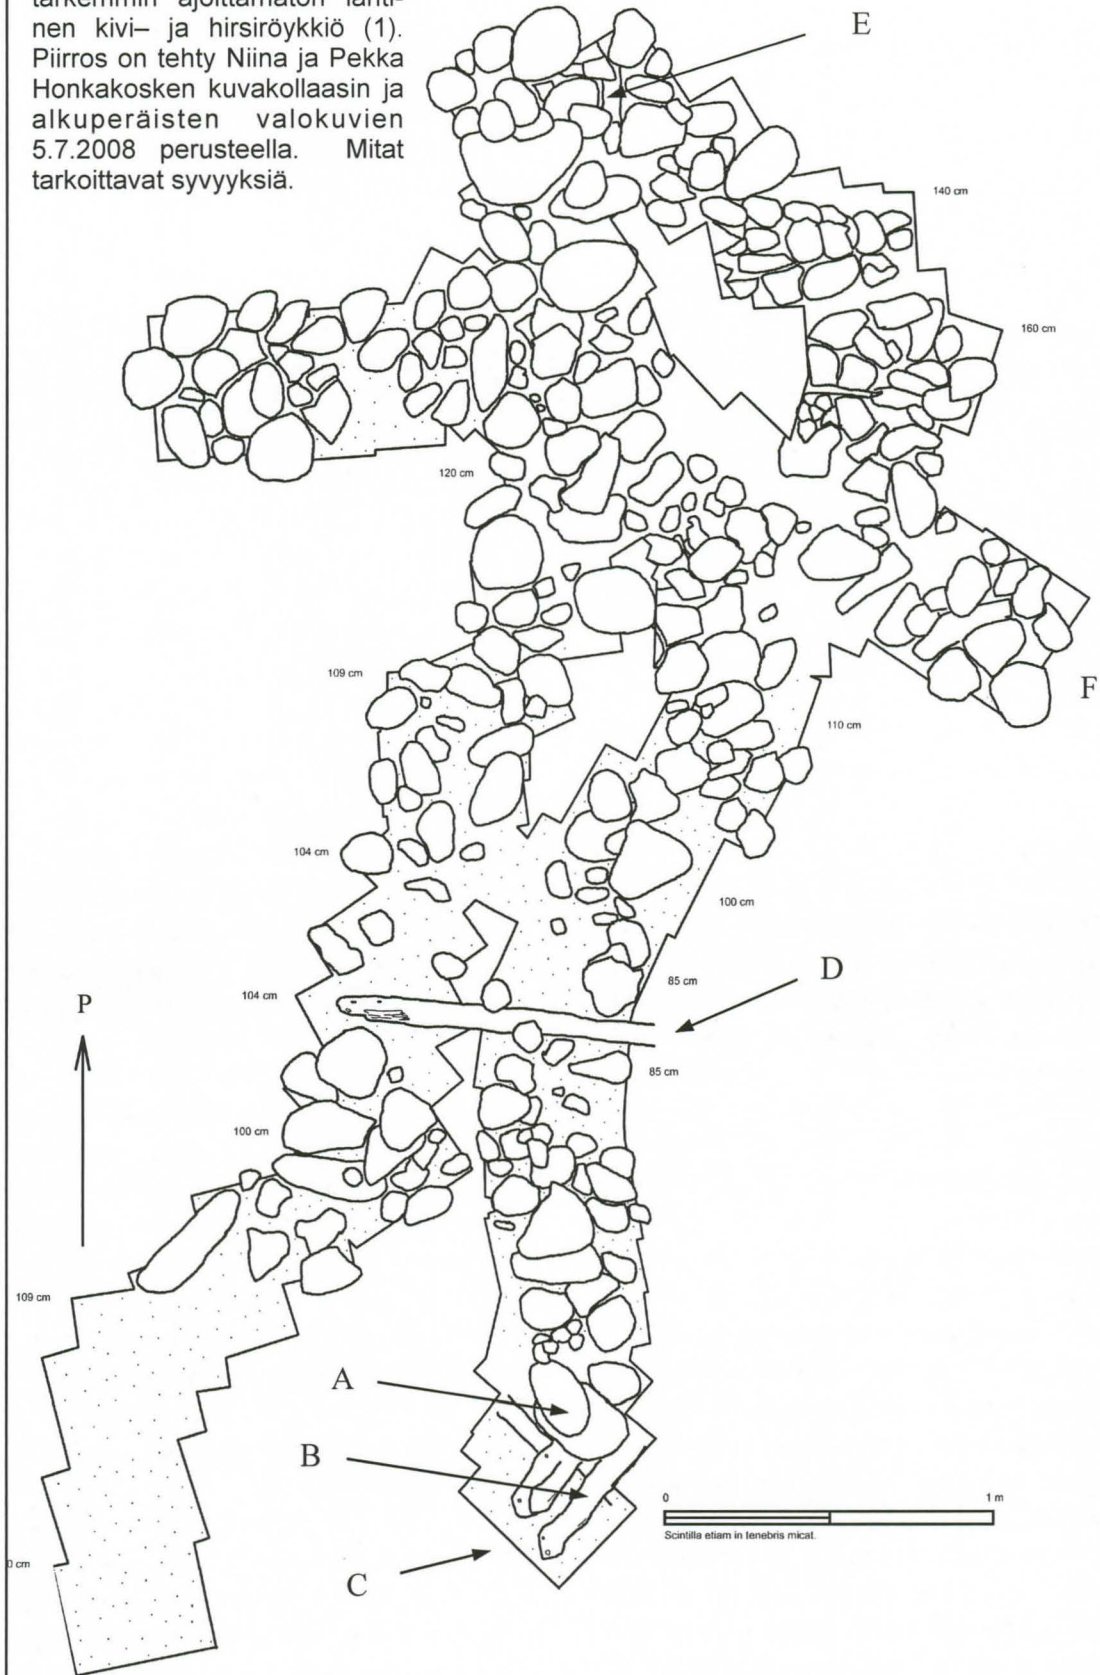 tarkemmin ajoittamaton länti-
nen kivi– ja hirsiröykkiö (1).
Piirros on tehty Niina ja Pekka
Honkakosken kuvakollaasin ja
alkuperäisten valokuvien
5.7.2008 perusteella. Mitat
tarkoittavat syvyyksiä.
E
140 cm
160 cm
120 cm
109 cm
F
110 cm
104 cm
100 cm
D
85 cm
104 cm
P
85 cm
100 cm
109 cm
A
B
0 1 m
Scintilla etiam in tenebris micat.
C
cm